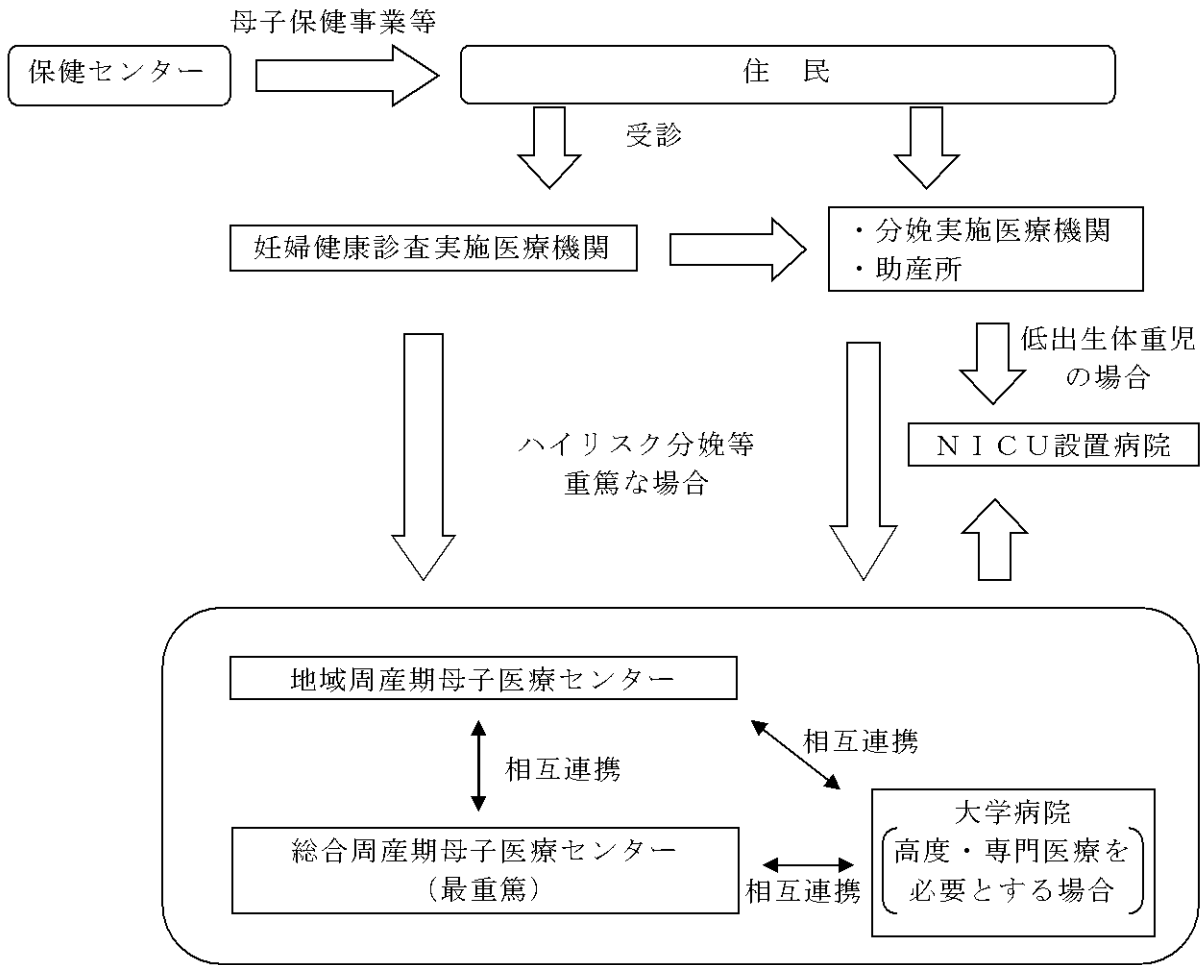 母子保健事業等
保健センター
住　民
受診
妊婦健康診査実施医療機関
・分娩実施医療機関
・助産所
低出生体重児
の場合
ハイリスク分娩等
重篤な場合
ＮＩＣＵ設置病院
地域周産期母子医療センター
相互連携
相互連携
総合周産期母子医療センター
（最重篤）
相互連携
大学病院
高度・専門医療を
必要とする場合